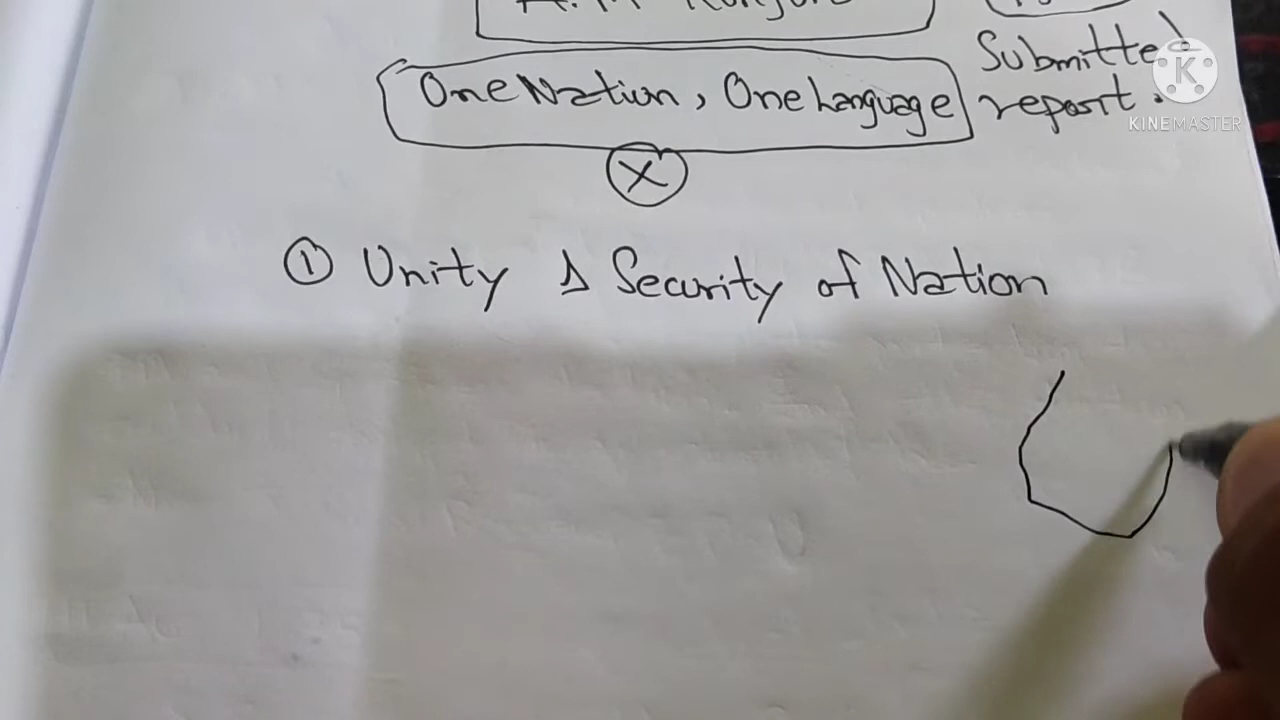 Submitted
One Nation, One Language
report.
X
① Unity & Security of Nation
K
KINEMASTER